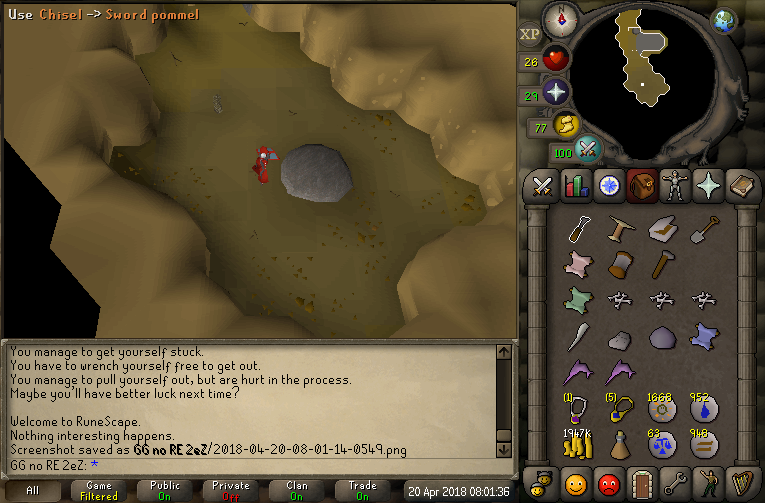 Use Chisel -> Sword pommel
XP
26
29
77
100
You manage to get yourself stuck.
You have to wrench yourself free to get out.
You manage to pull yourself out, but are hurt in the process.
Maybe you'll have better luck next time?
Welcome to RuneScape.
Nothing interesting happens.
Screenshot saved as GG no RE 2eZ/2018-04-20-08-01-14-0549.png
GG no RE 2eZ: *
(1)
(5)
1668
952
1947K
63
948
All
Game
Filtered
Public
On
Private
Off
Clan
On
Trade
On
20 Apr 2018 08:01:36